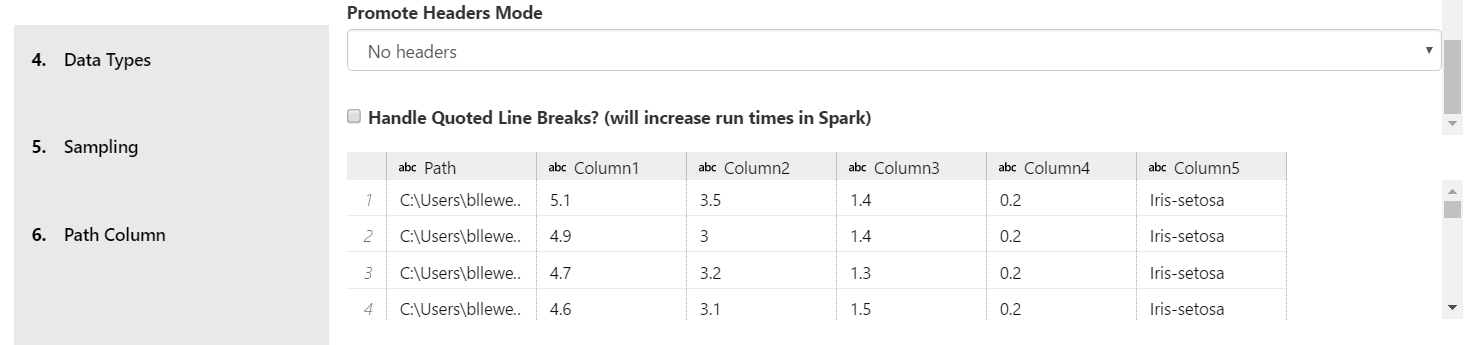 Promote Headers Mode
No headers
4. Data Types
Handle Quoted Line Breaks? (will increase run times in Spark)
5. Sampling
abc Path abc Column1 abc Column2 abc Column3 abc Column4 abc Column5
1 C:\Users\bllewe.. 5.1 3.5 1.4 0.2 Iris-setosa
6. Path Column
2 C:\Users\bllewe.. 4.9 3 1.4 0.2 Iris-setosa
3 C:\Users\bllewe.. 4.7 3.2 1.3 0.2 Iris-setosa
4 C:\Users\bllewe.. 4.6 3.1 1.5 0.2 Iris-setosa